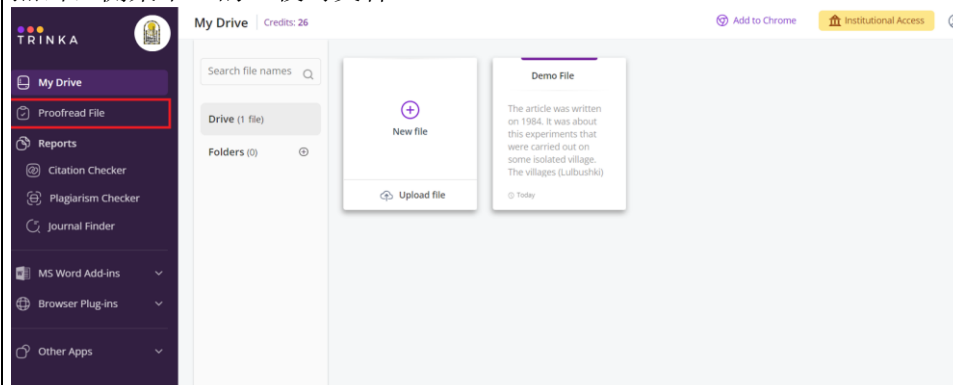 TRINKA
My Drive
Proofread File
Reports
Citation Checker
Plagiarism Checker
Journal Finder
MS Word Add-ins
Browser Plug-ins
Other Apps
My Drive Credits: 26
Add to Chrome
Institutional Access
Search file names
Drive (1 file)
Folders (0)
New file
Upload file
Demo File
The article was written
on 1984. It was about
this experiments that
were carried out on
some isolated village.
The villages (Lulbushki)
Today